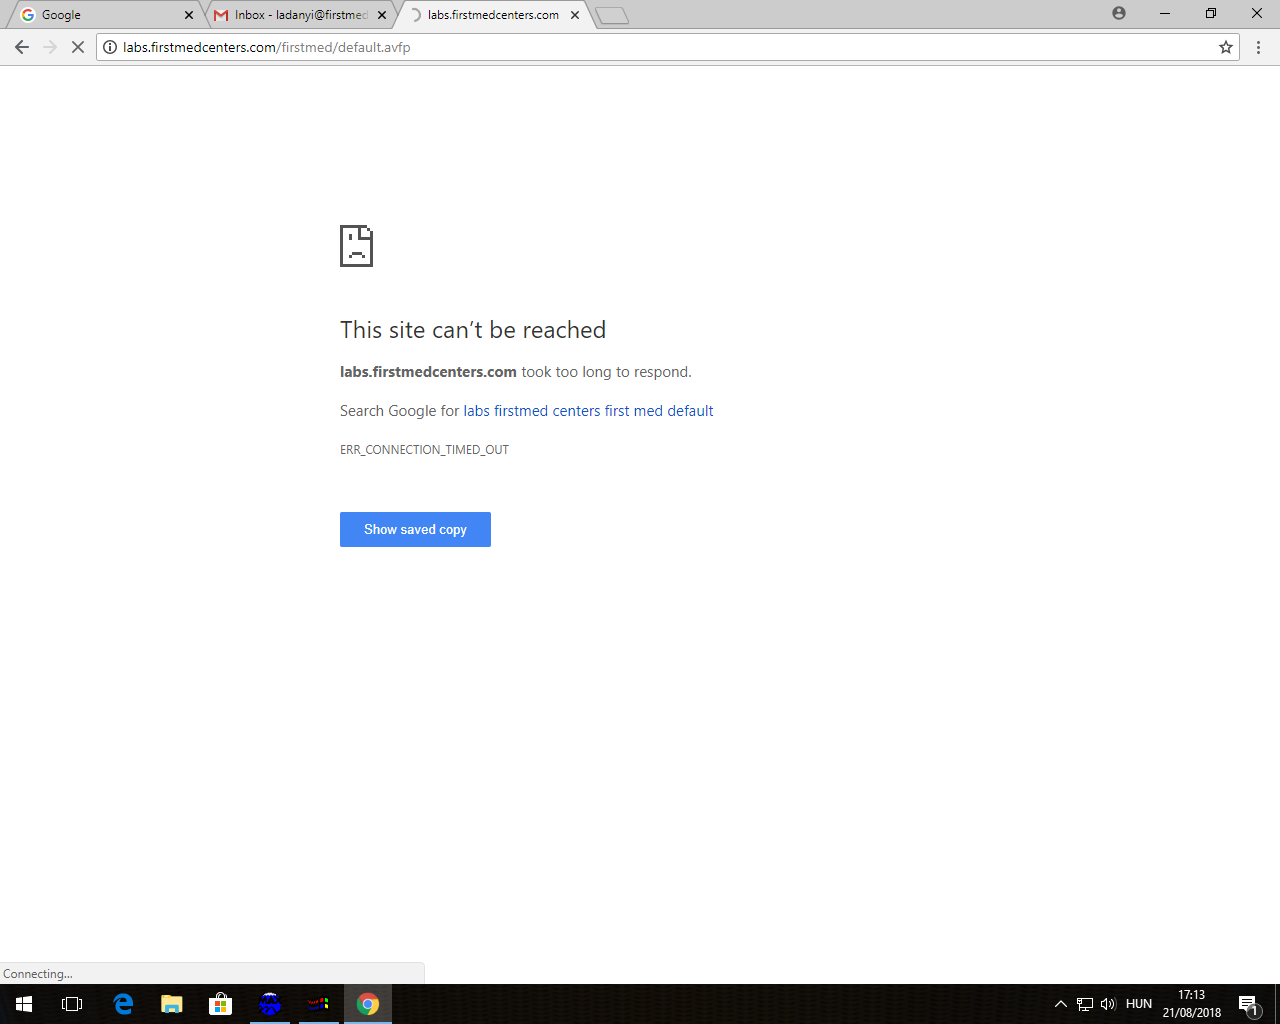 Google
Inbox - ladanyi@firstmed
labs.firstmedcenters.com
labs.firstmedcenters.com/firstmed/default.avfp
This site can’t be reached
labs.firstmedcenters.com took too long to respond.
Search Google for labs firstmed centers first med default
ERR_CONNECTION_TIMED_OUT
Show saved copy
Connecting...
HUN
17:13
21/08/2018
1